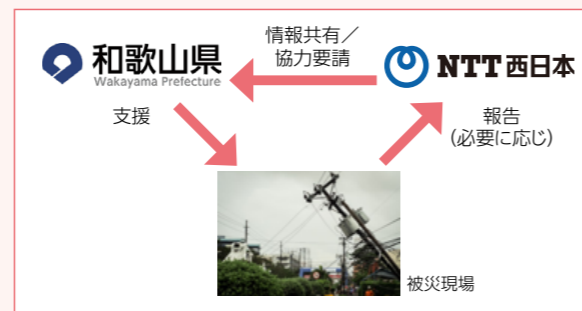 情報共有／
協力要請
和歌山県
Wakayama Prefecture
NTT西日本
支援
報告
(必要に応じ)
被災現場